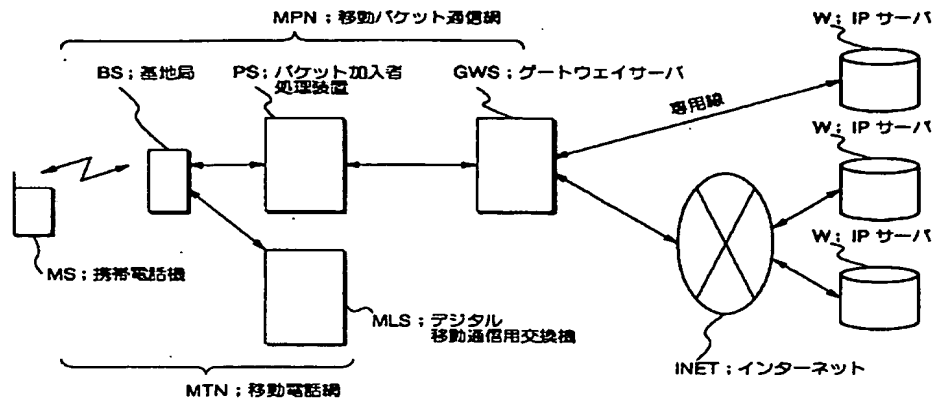 MPN；移動パケット通信網
W；IP サーバ
BS；基地局
PS；パケット加入者
処理装置
GWS；ゲートウェイサーバ
専用線
W；IP サーバ
W；IP サーバ
MS；携帯電話機
MLS；デジタル
移動通信用交換機
INET；インターネット
MTN；移動電話網